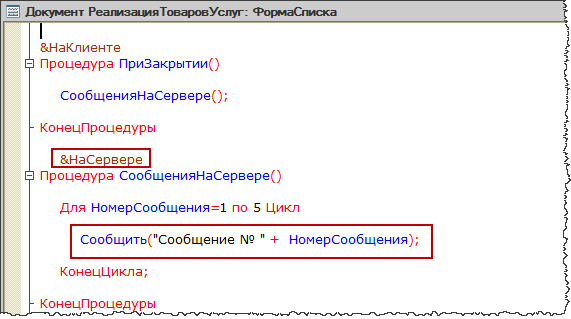 Документ РеализацияТоваровУслуг: ФормаСписка
&НаКлиенте
Процедура ПриЗакрытии()
СообщенияНаСервере();
КонецПроцедуры
&НаСервере
Процедура СообщенияНаСервере()
Для НомерСообщения=1 по 5 Цикл
Сообщить("Сообщение № " + НомерСообщения);
КонецЦикла;
КонецПроцедуры